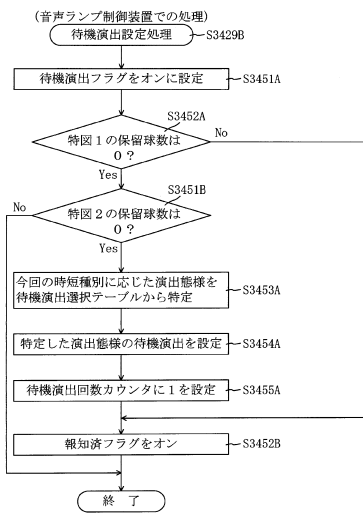 (音声ランプ制御装置での処理)
待機演出設定処理
S3429B
待機演出フラグをオンに設定
S3451A
S3452A
特図1の保留球数は
0?
No
Yes
S3451B
特図2の保留球数は
0?
No
Yes
今回の時短種別に応じた演出態様を
待機演出選択テーブルから特定
S3453A
特定した演出態様の待機演出を設定
S3454A
待機演出回数カウンタに1を設定
S3455A
報知済フラグをオン
S3452B
終了